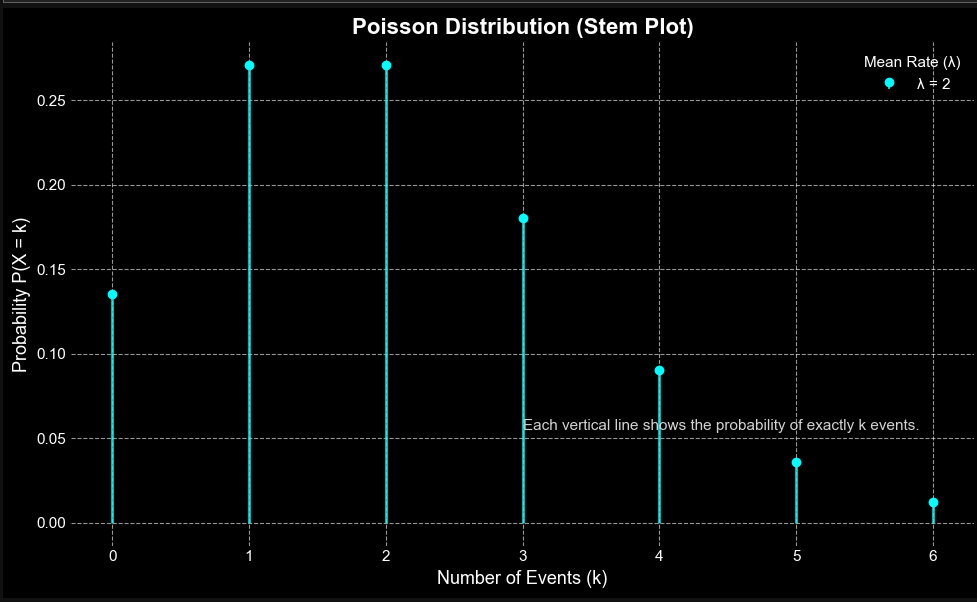 Poisson Distribution (Stem Plot)
Mean Rate (λ)
λ = 2
Probability P(X = k)
0.25
0.20
0.15
0.10
0.05
0.00
Each vertical line shows the probability of exactly k events.
0 1 2 3 4 5 6
Number of Events (k)